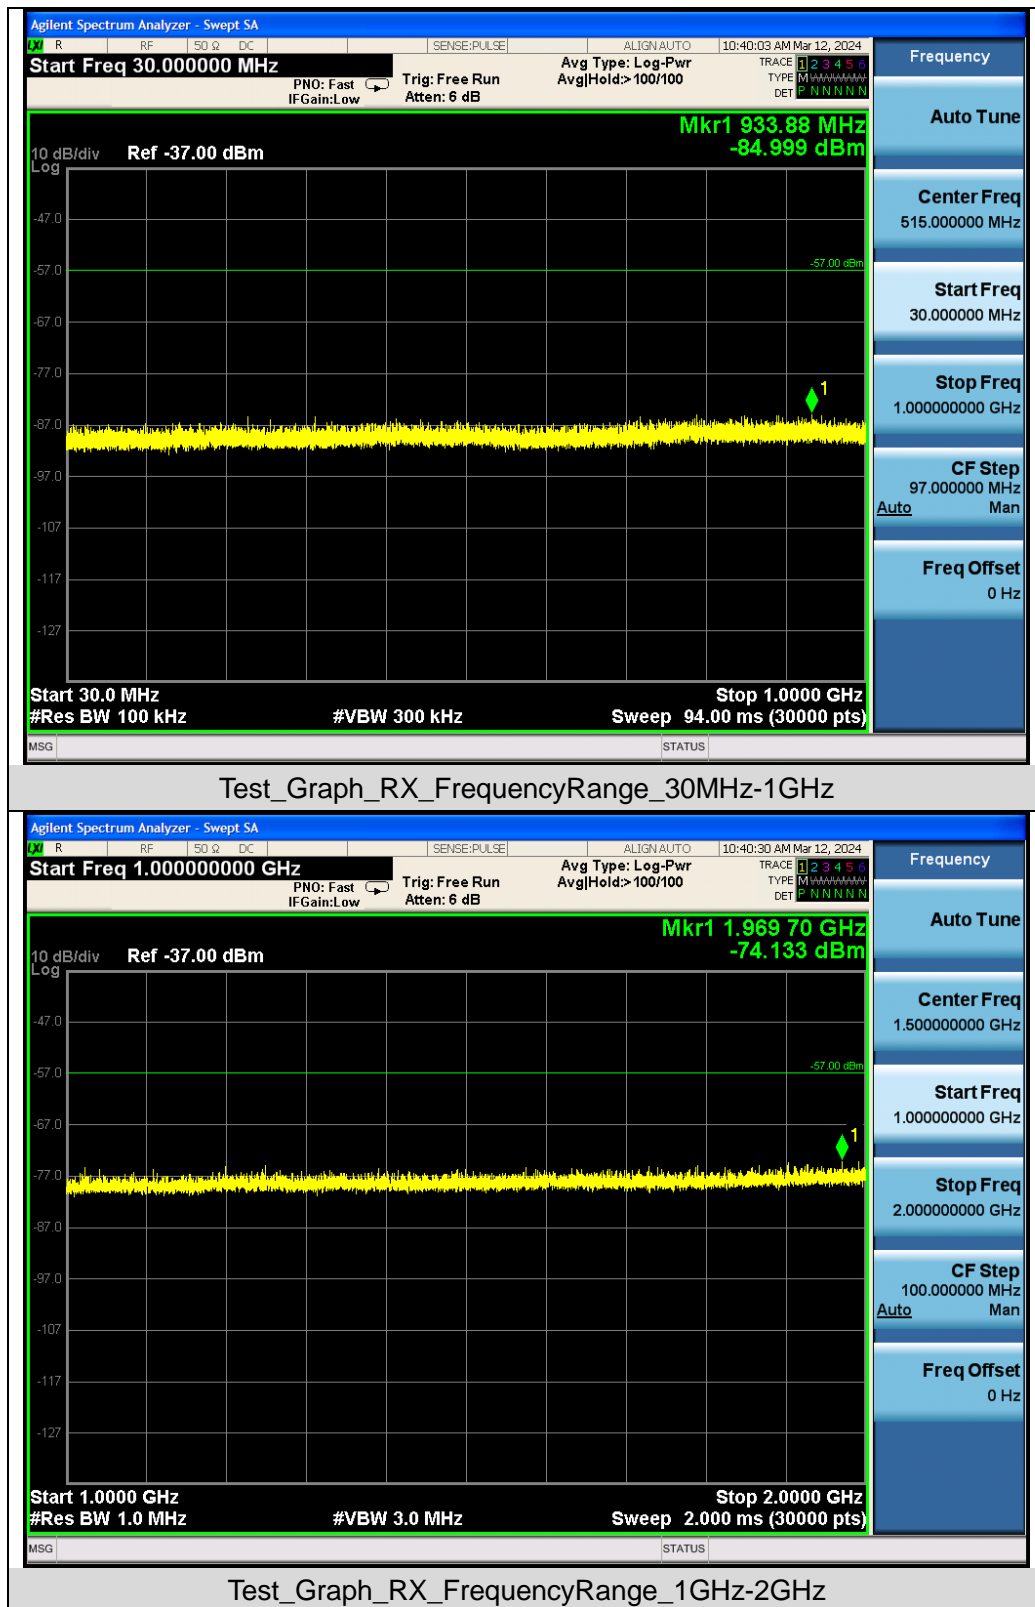 Agilent Spectrum Analyzer - Swept SA
LXI R RF 50 Ω DC SENSE:PULSE ALIGN AUTO 10:40:03 AM Mar 12, 2024
Start Freq 30.000000 MHz
PNO: Fast
IFGain:Low
Trig: Free Run
Atten: 6 dB
Avg Type: Log-Pwr
Avg|Hold:>100/100
TRACE 1 2 3 4 5 6
TYPE M WWWWW
DET P N N N N N
Mkr1 933.88 MHz
-84.999 dBm
10 dB/div Ref -37.00 dBm
Log
-47.0
-57.0
-57.00 dBm
-67.0
-77.0
1
-87.0
-97.0
-107
-117
-127
Start 30.0 MHz Stop 1.0000 GHz
#Res BW 100 kHz #VBW 300 kHz Sweep 94.00 ms (30000 pts)
MSG STATUS
Frequency
Auto Tune
Center Freq
515.000000 MHz
Start Freq
30.000000 MHz
Stop Freq
1.000000000 GHz
CF Step
97.000000 MHz
Auto Man
Freq Offset
0 Hz
Test_Graph_RX_FrequencyRange_30MHz-1GHz
Agilent Spectrum Analyzer - Swept SA
LXI R RF 50 Ω DC SENSE:PULSE ALIGN AUTO 10:40:30 AM Mar 12, 2024
Start Freq 1.000000000 GHz
PNO: Fast
IFGain:Low
Trig: Free Run
Atten: 6 dB
Avg Type: Log-Pwr
Avg|Hold:>100/100
TRACE 1 2 3 4 5 6
TYPE M WWWWW
DET P N N N N N
Mkr1 1.969 70 GHz
-74.133 dBm
10 dB/div Ref -37.00 dBm
Log
-47.0
-57.0
-57.00 dBm
-67.0
1
-77.0
-87.0
-97.0
-107
-117
-127
Start 1.0000 GHz Stop 2.0000 GHz
#Res BW 1.0 MHz #VBW 3.0 MHz Sweep 2.000 ms (30000 pts)
MSG STATUS
Frequency
Auto Tune
Center Freq
1.500000000 GHz
Start Freq
1.000000000 GHz
Stop Freq
2.000000000 GHz
CF Step
100.000000 MHz
Auto Man
Freq Offset
0 Hz
Test_Graph_RX_FrequencyRange_1GHz-2GHz